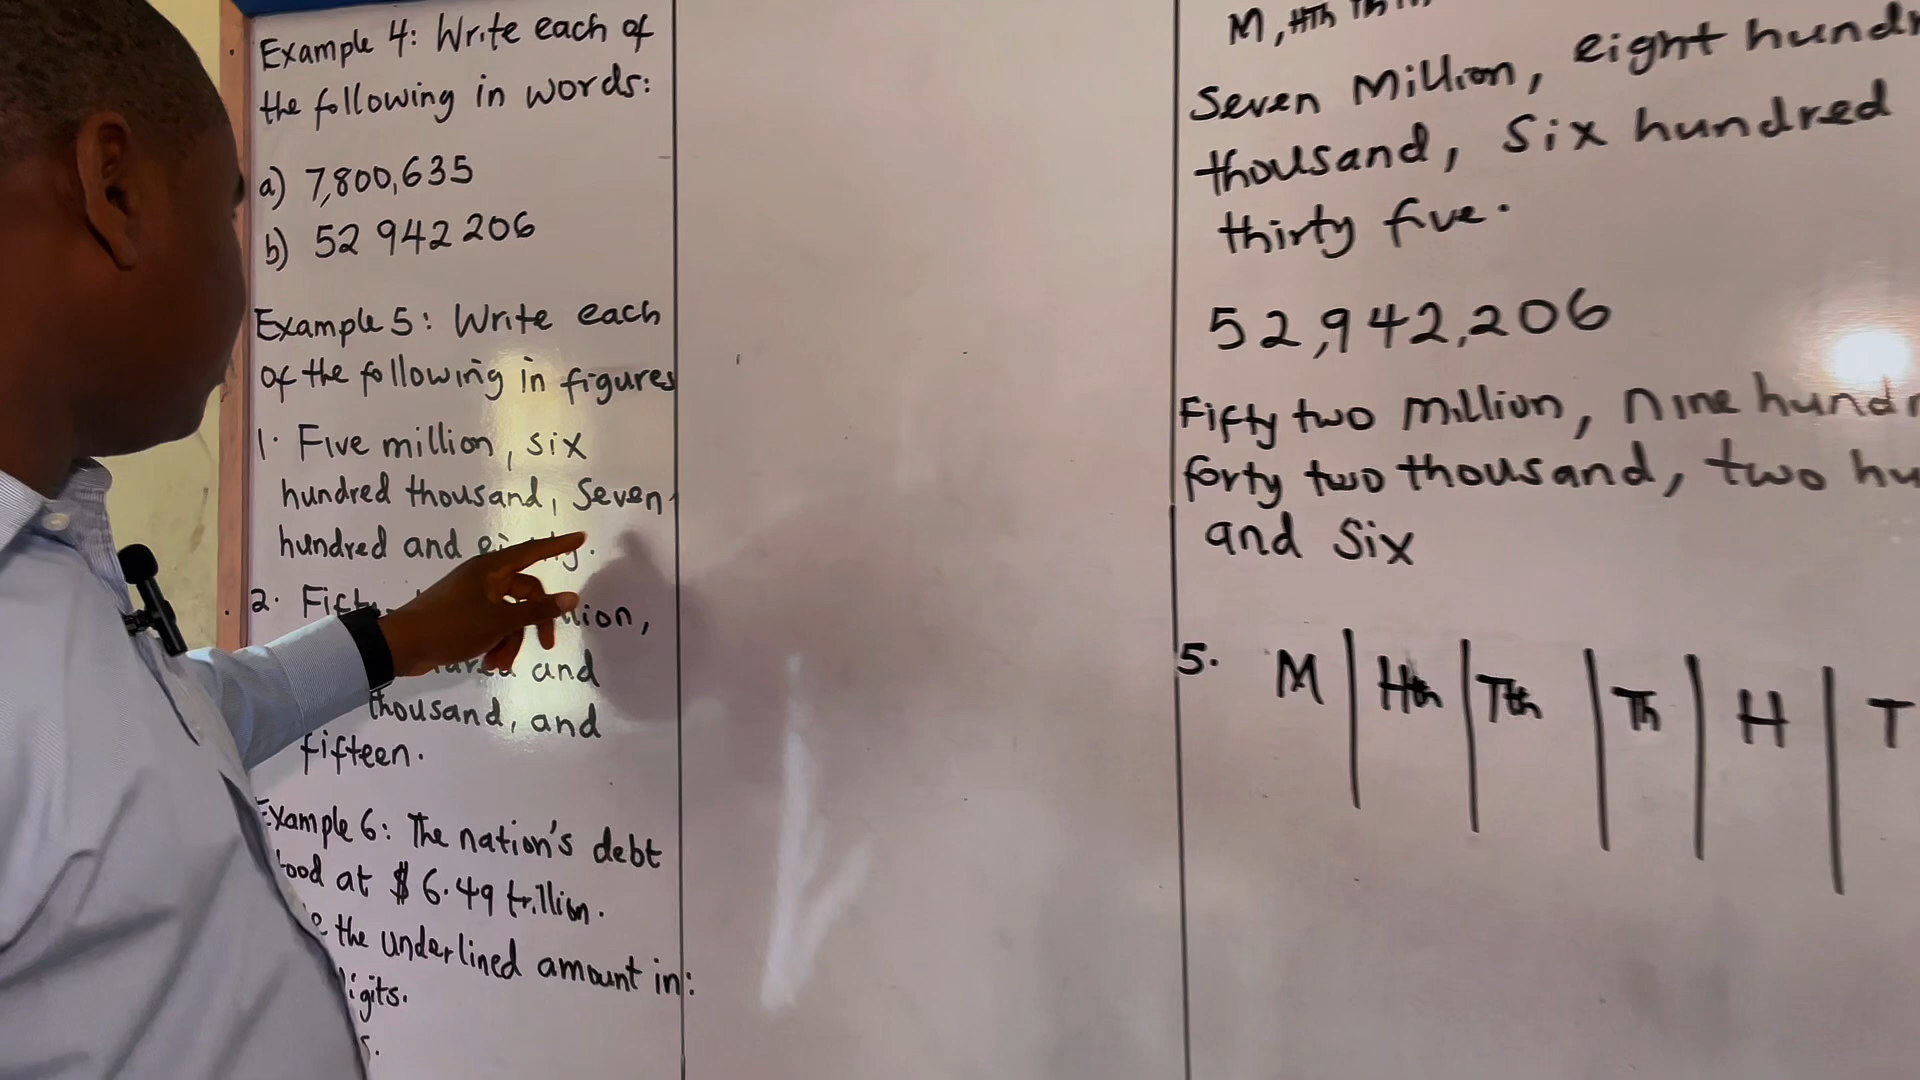 Example 4: Write each of
the following in words:
a) 7,800,635
b) 52 942 206
Example 5: Write each
of the following in figures
1. Five million, six
hundred thousand, Seven
hundred and
2.
and
thousand, and
fifteen.
Example 6: The nation's debt
at $ 6.49 trillion.
the underlined amount in:
M, HTh
Seven Million, eight
thousand, Six hundred
thirty five.
52,942,206
Fifty two million, nine
forty two thousand, two
and Six
5. M Hth Tth Th H T